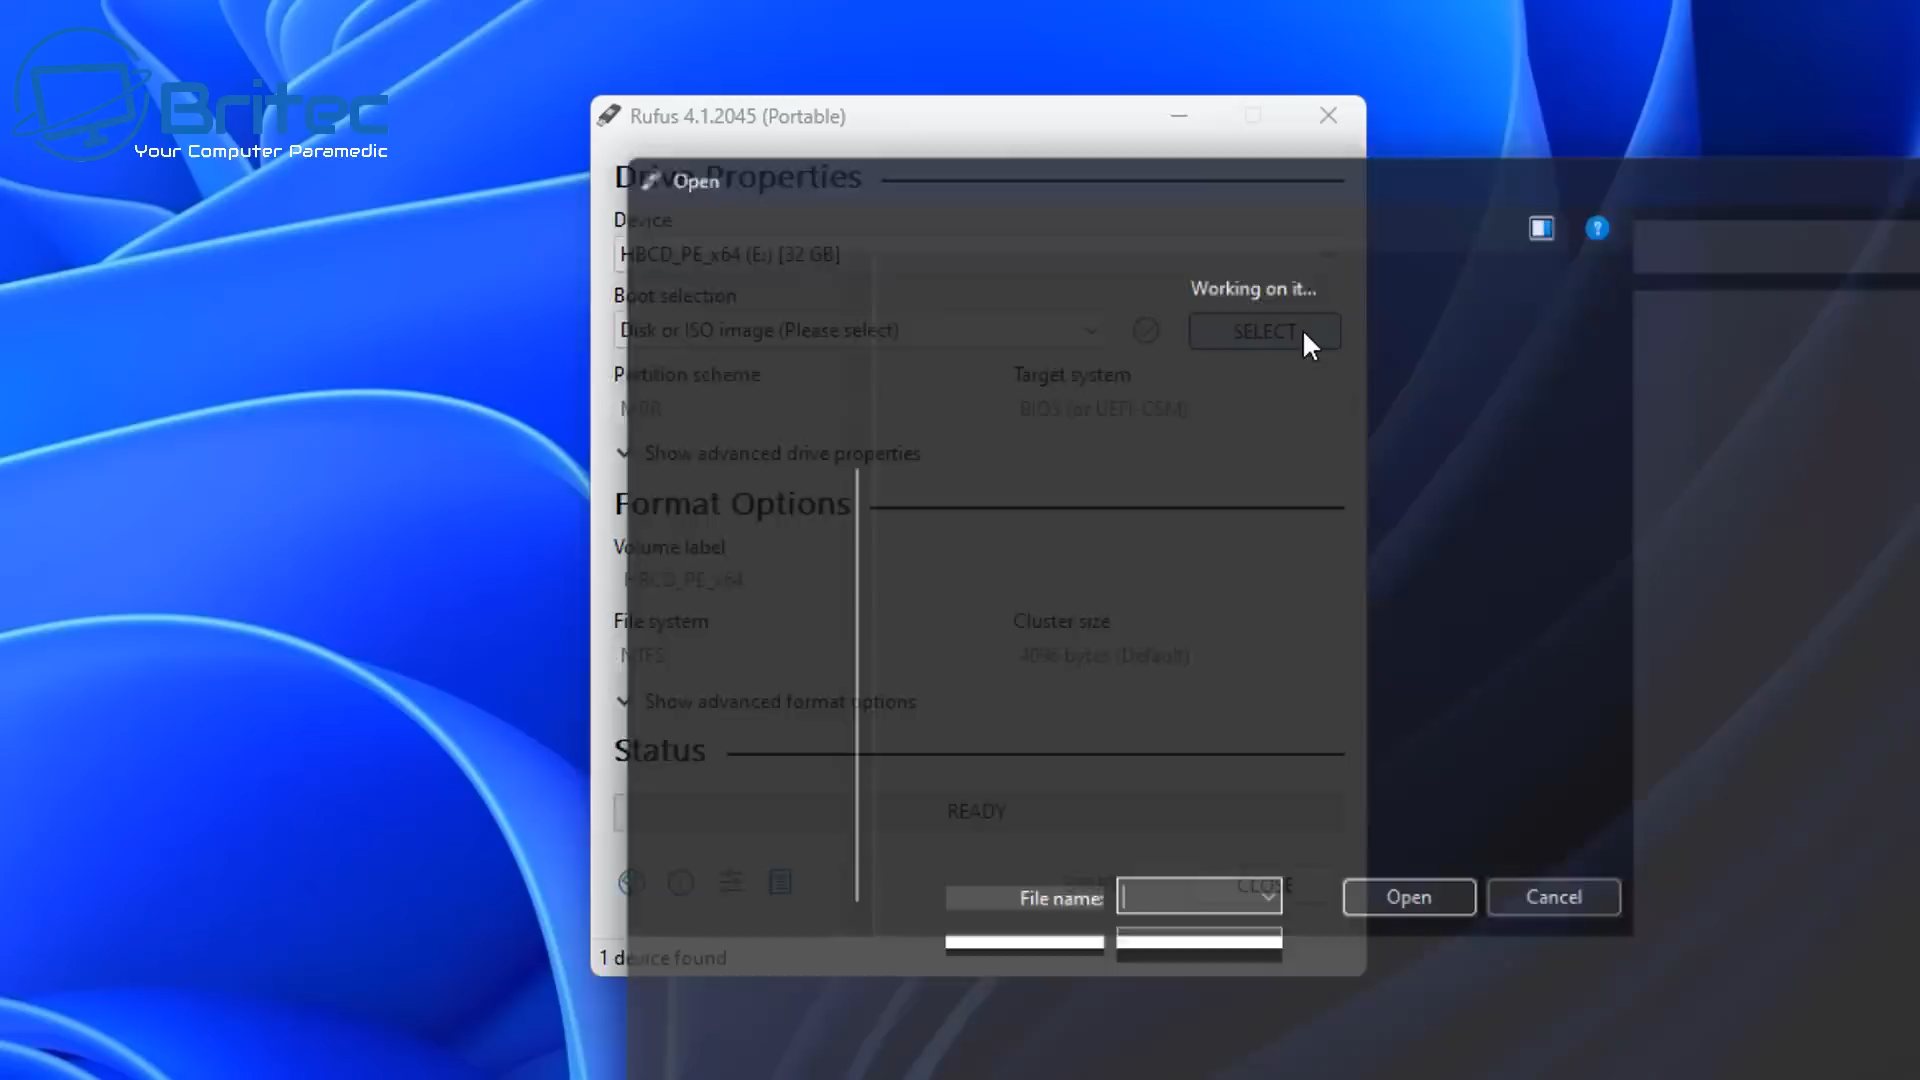 Britec
Your Computer Paramedic
Rufus 4.1.2045 (Portable)
Drive Properties
Open
Device
HBCD_PE_x64 (E:) [32 GB]
Boot selection
Working on it...
Disk or ISO image (Please select)
SELECT
Partition scheme
Target system
MBR
BIOS (or UEFI-CSM)
Show advanced drive properties
Format Options
Volume label
HBCD_PE_x64
File system
Cluster size
NTFS
4096 bytes (Default)
Show advanced format options
Status
READY
CLOSE
File name:
Open
Cancel
1 device found